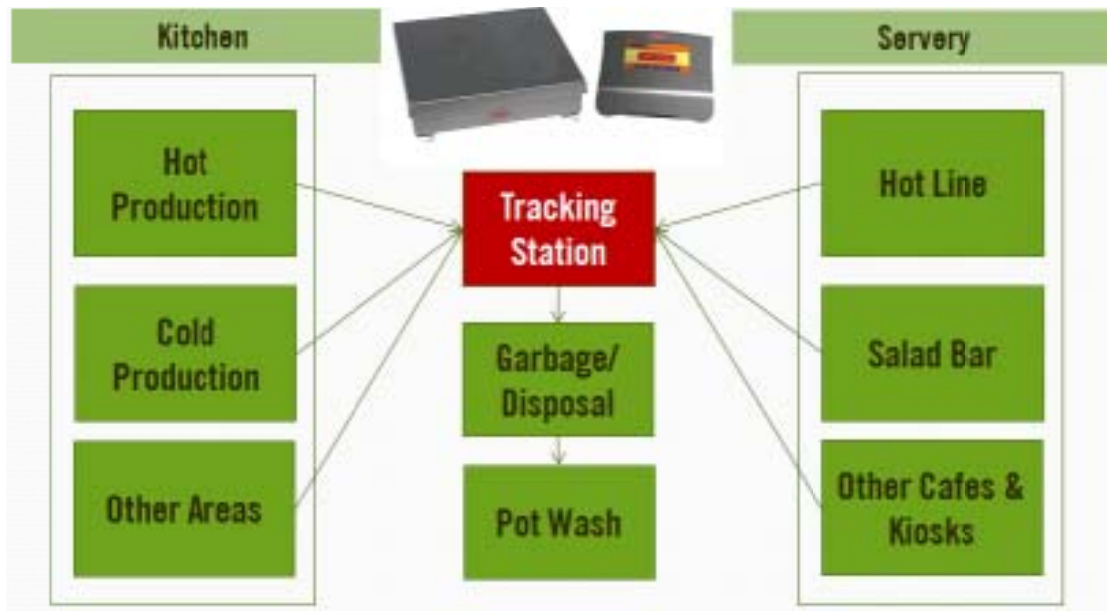 Kitchen
Servery
Hot
Production
Cold
Production
Other Areas
Tracking
Station
Garbage/
Disposal
Pot Wash
Hot Line
Salad Bar
Other Cafes &
Kiosks